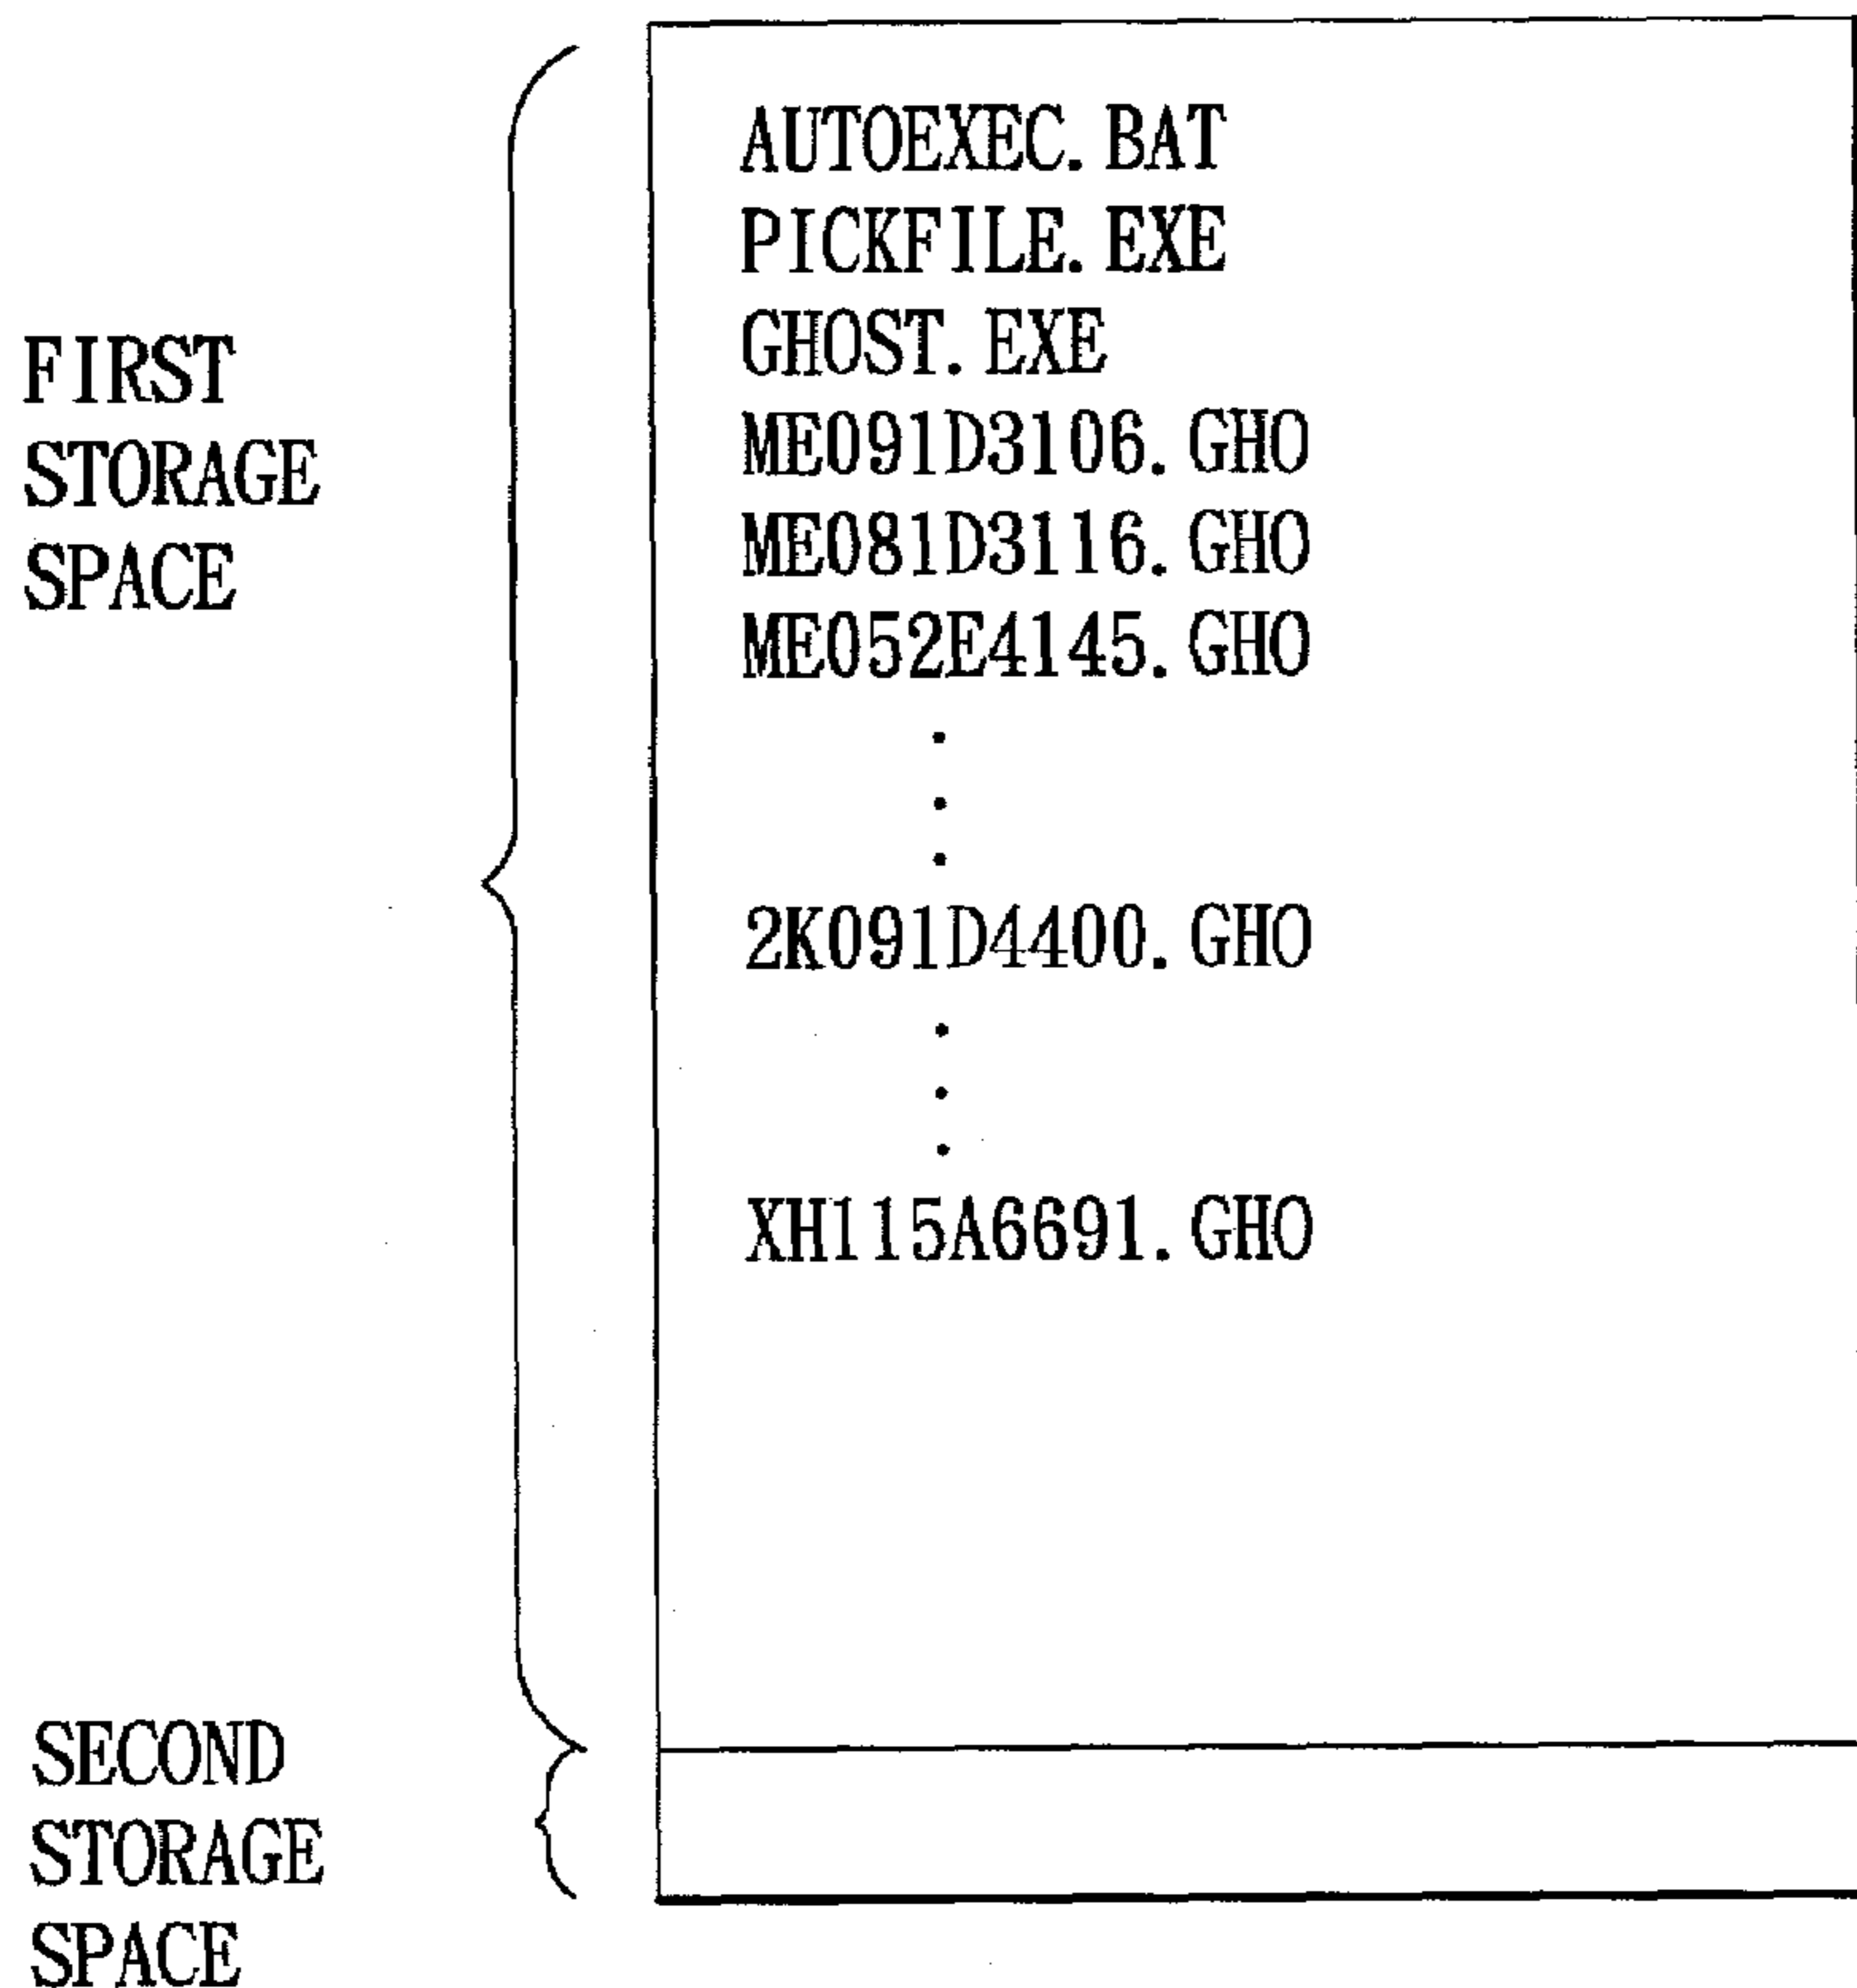 FIRST
STORAGE
SPACE
AUTOEXEC.BAT
PICKFILE.EXE
GHOST.EXE
ME091D3106.GHO
ME081D3116.GHO
ME052E4145.GHO
2K091D4400.GHO
XH115A6691.GHO
SECOND
STORAGE
SPACE